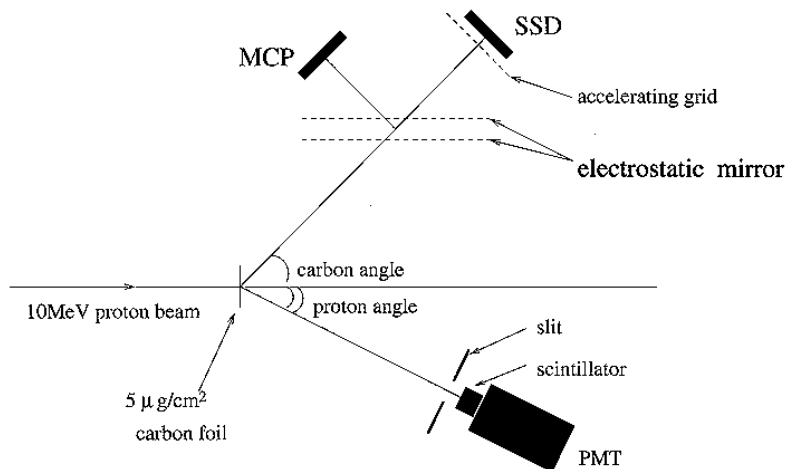 SSD
MCP
accelerating grid
electrostatic mirror
carbon angle
10MeV proton beam
proton angle
slit
scintillator
5 μg/cm²
carbon foil
PMT